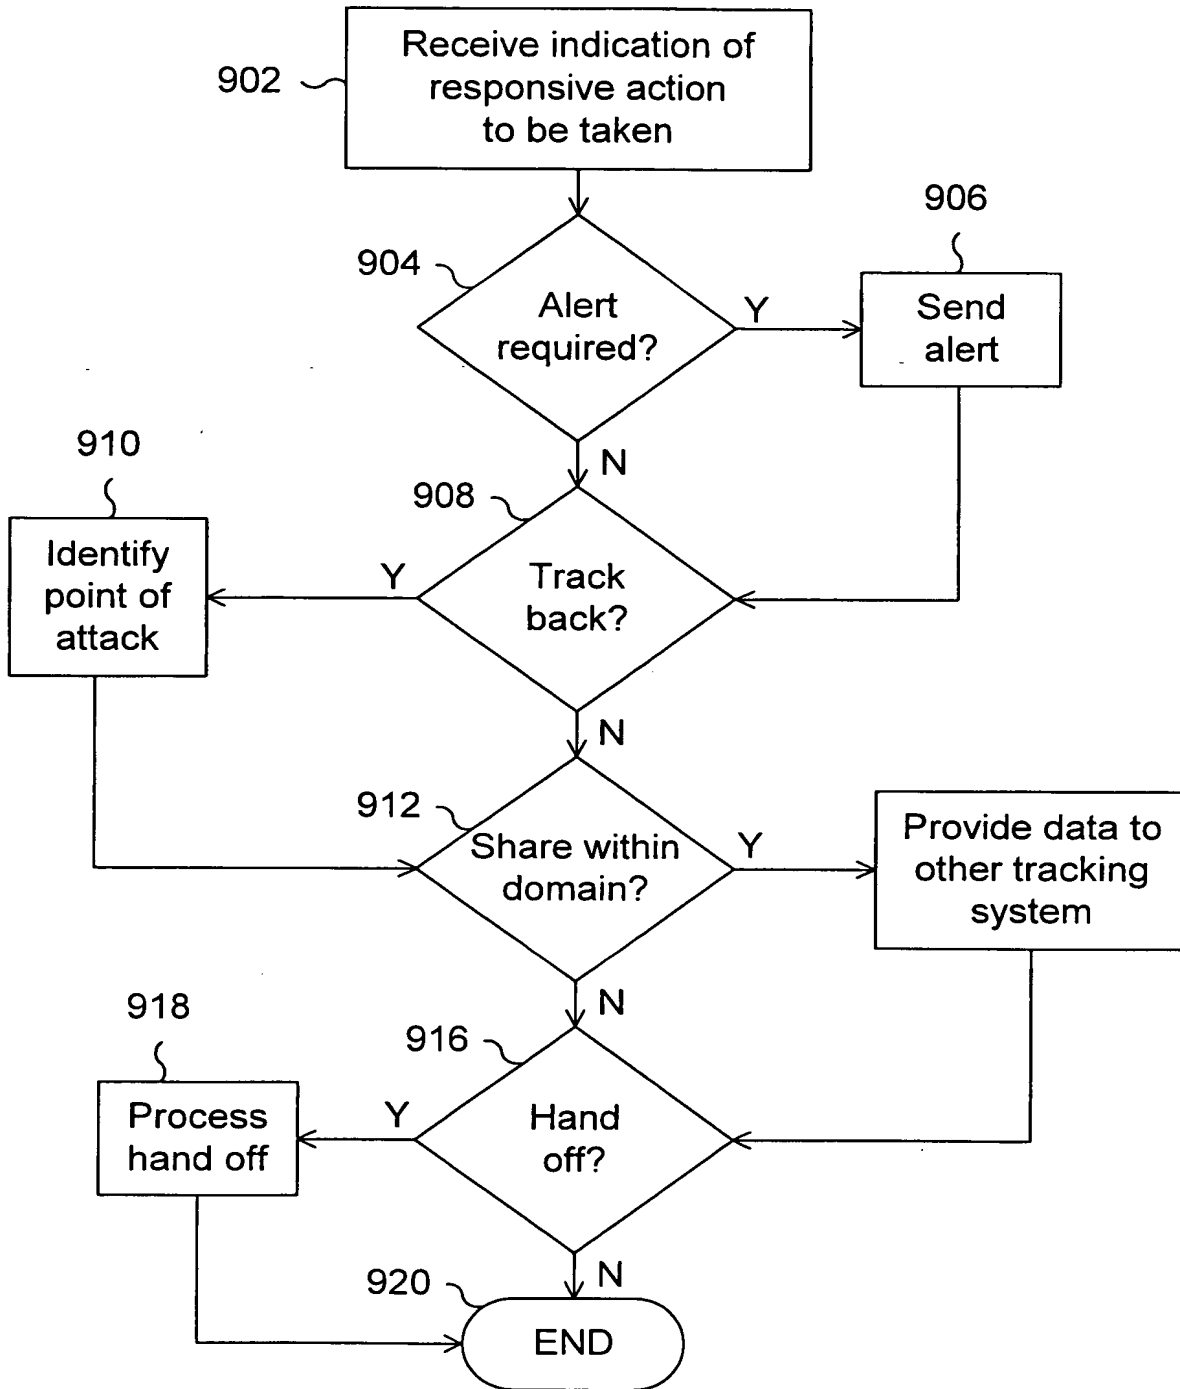 Receive indication of
responsive action
to be taken
902
904
Alert
required?
Y
906
Send
alert
N
910
Identify
point of
attack
908
Track
back?
Y
N
912
Share within
domain?
Y
Provide data to
other tracking
system
N
918
Process
hand off
916
Hand
off?
Y
N
920
END